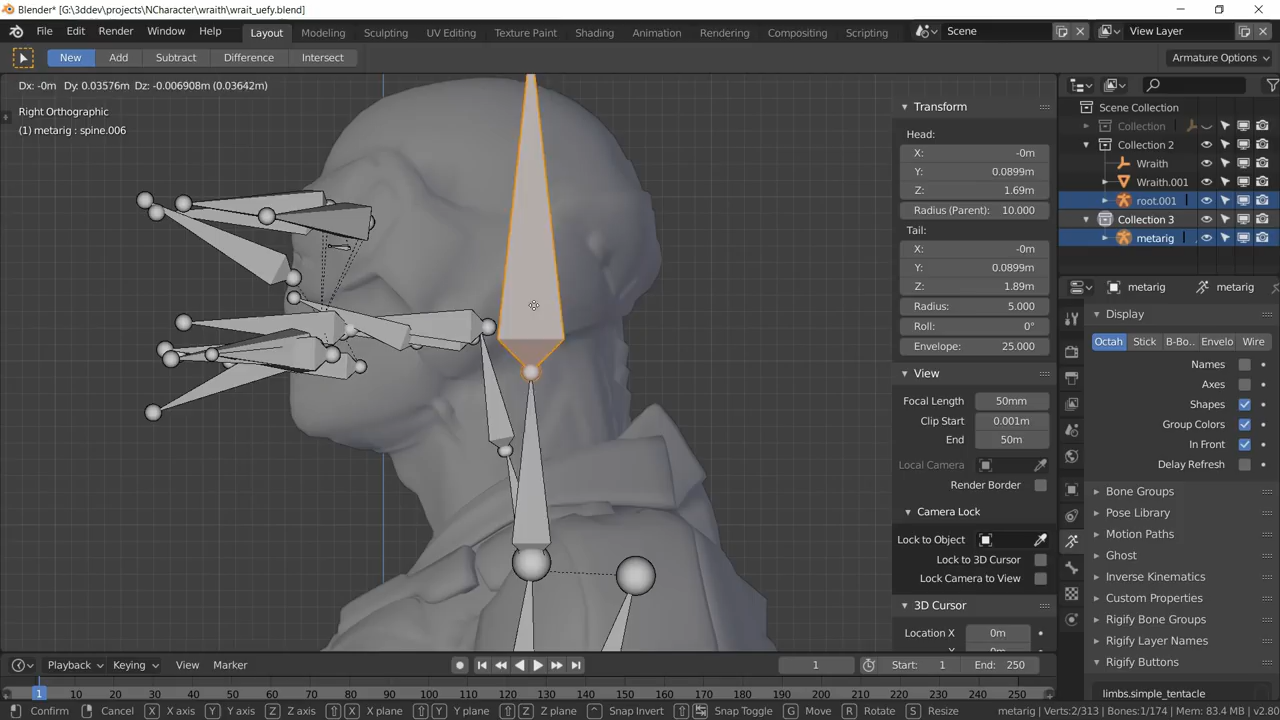 Blender* [G:\3ddev\projects\NCharacter\wraith\wrait_uefy.blend]
File Edit Render Window Help Layout Modeling Sculpting UV Editing Texture Paint Shading Animation Rendering Compositing Scripting Scene View Layer
New Add Subtract Difference Intersect Armature Options
Dx: -0m Dy: 0.03576m Dz: -0.006908m (0.03642m)
Right Orthographic
(1) metarig : spine.006
Transform
Head:
X: -0m
Y: 0.0899m
Z: 1.69m
Radius (Parent): 10.000
Tail:
X: -0m
Y: 0.0899m
Z: 1.89m
Radius: 5.000
Roll: 0°
Envelope: 25.000
View
Focal Length 50mm
Clip Start 0.001m
End 50m
Local Camera
Render Border
Camera Lock
Lock to Object
Lock to 3D Cursor
Lock Camera to View
3D Cursor
Location X 0m
Scene Collection
Collection
Collection 2
Wraith
Wraith.001
root.001
Collection 3
metarig
metarig metarig
Display
Octah Stick B-Bo.. Envelo Wire
Names
Axes
Shapes
Group Colors
In Front
Delay Refresh
Bone Groups
Pose Library
Motion Paths
Ghost
Inverse Kinematics
Custom Properties
Rigify Bone Groups
Rigify Layer Names
Rigify Buttons
limbs.simple_tentacle
Playback Keying View Marker 1 Start: 1 End: 250
1 10 20 30 40 50 60 70 80 90 100 110 120 130 140 150 160 170 180 190 200 210 220 230 240 250
Confirm Cancel X X axis Y Y axis Z Z axis X X plane Y Y plane Z Z plane Snap Invert Snap Toggle G Move R Rotate S Resize metarig | Verts:2/313 | Bones:1/174 | Mem: 83.4 MB | v2.80